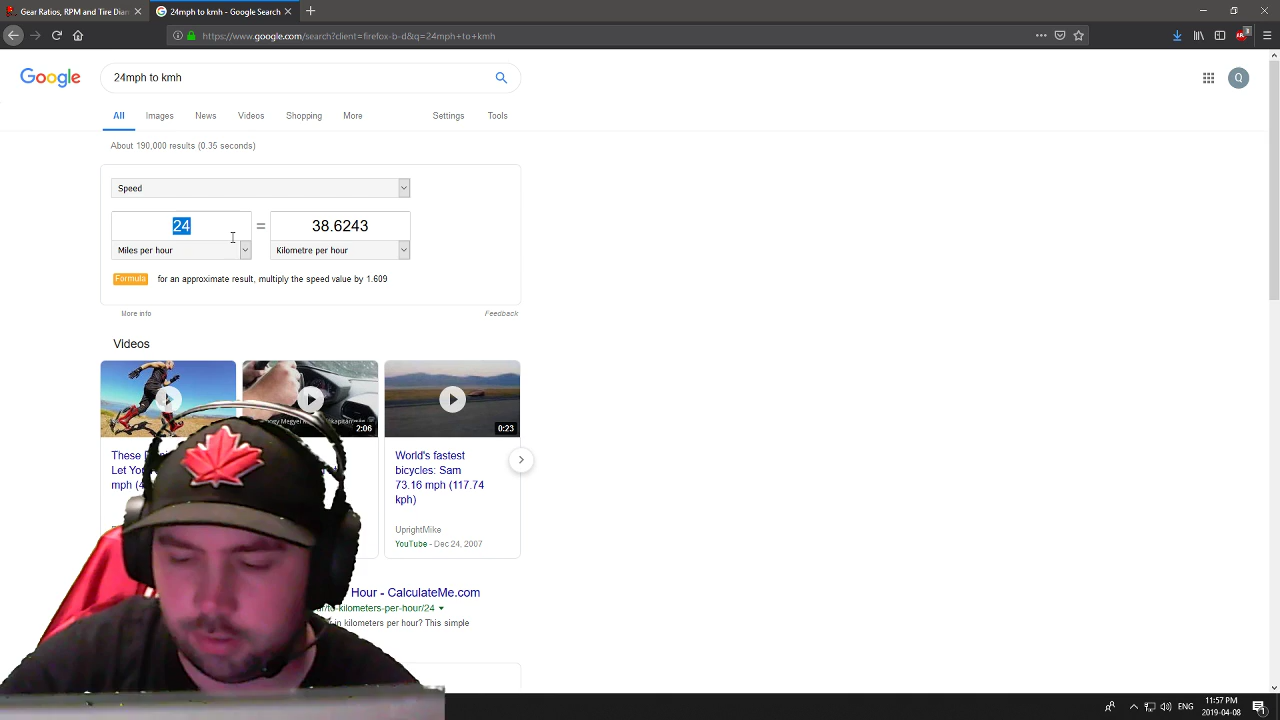 Gear Ratios, RPM and Tire Dian
24mph to kmh - Google Search
https://www.google.com/search?client=firefox-b-d&q=24mph+to+kmh
Google
24mph to kmh
Q
All Images News Videos Shopping More Settings Tools
About 190,000 results (0.35 seconds)
Speed
24 = 38.6243
Miles per hour Kilometre per hour
Formula for an approximate result, multiply the speed value by 1.609
More info Feedback
Videos
2:06
0:23
These
Let Yo
mph (4
World's fastest
bicycles: Sam
73.16 mph (117.74
kph)
UprightMike
YouTube - Dec 24, 2007
Hour - CalculateMe.com
to-kilometers-per-hour/24
in kilometers per hour? This simple
ENG
11:57 PM
2019-04-08